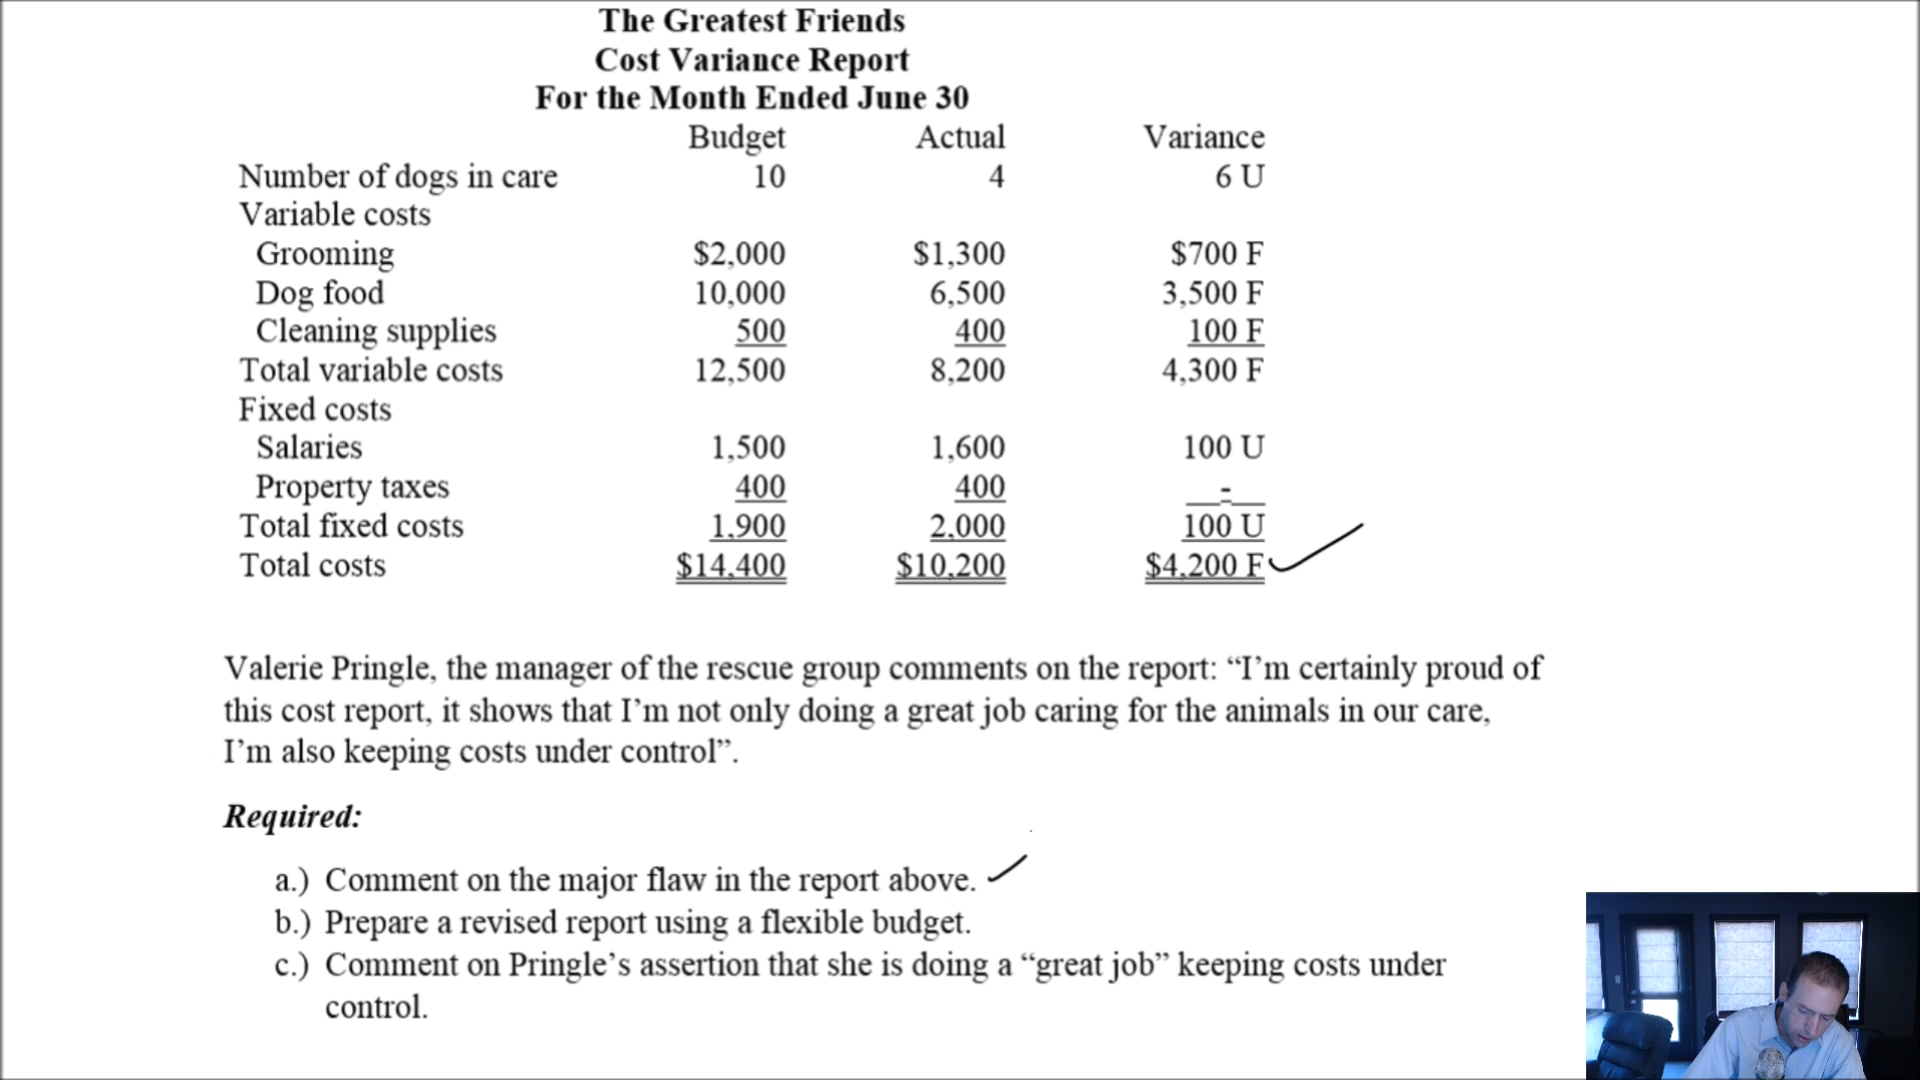 The Greatest Friends
Cost Variance Report
For the Month Ended June 30
Budget Actual Variance
Number of dogs in care 10 4 6 U
Variable costs
Grooming $2,000 $1,300 $700 F
Dog food 10,000 6,500 3,500 F
Cleaning supplies 500 400 100 F
Total variable costs 12,500 8,200 4,300 F
Fixed costs
Salaries 1,500 1,600 100 U
Property taxes 400 400 -
Total fixed costs 1,900 2,000 100 U
Total costs $14,400 $10,200 $4,200 F
Valerie Pringle, the manager of the rescue group comments on the report: “I’m certainly proud of
this cost report, it shows that I’m not only doing a great job caring for the animals in our care,
I’m also keeping costs under control”.
Required:
a.) Comment on the major flaw in the report above.
b.) Prepare a revised report using a flexible budget.
c.) Comment on Pringle’s assertion that she is doing a “great job” keeping costs under
control.